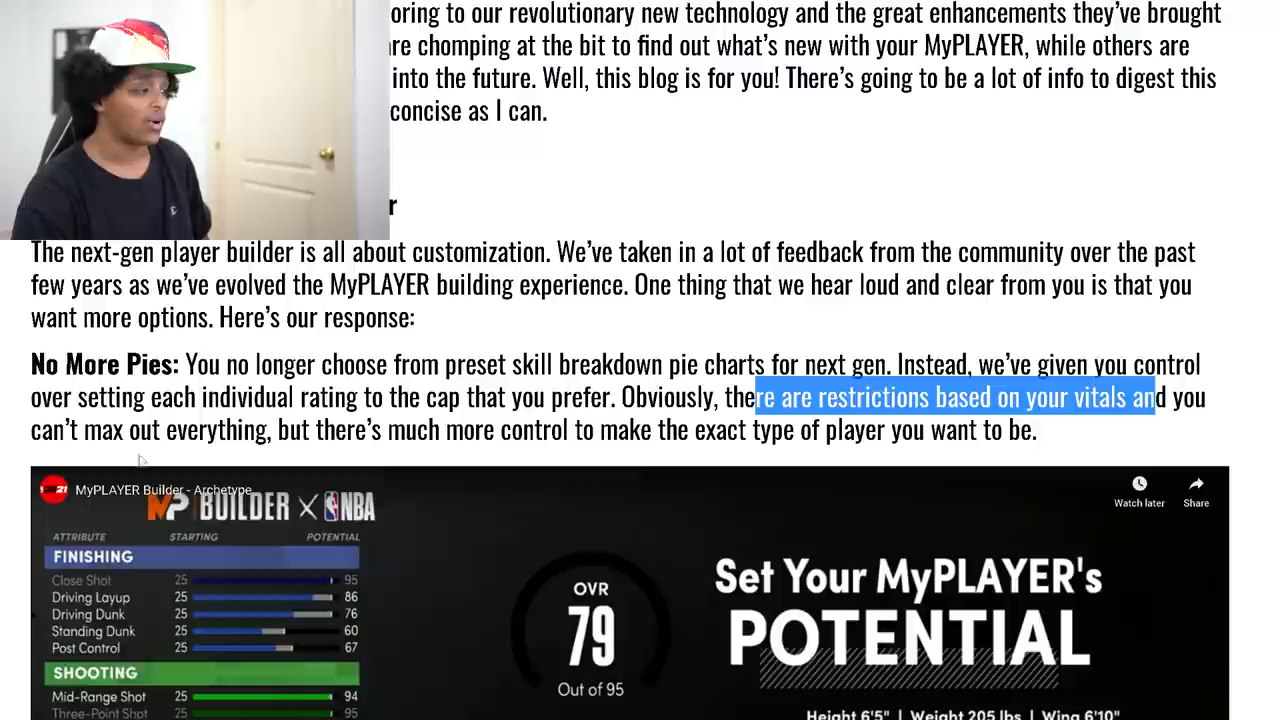 oring to our revolutionary new technology and the great enhancements they've brought
re chomping at the bit to find out what's new with your MyPLAYER, while others are
into the future. Well, this blog is for you! There's going to be a lot of info to digest this
concise as I can.
r
The next-gen player builder is all about customization. We've taken in a lot of feedback from the community over the past
few years as we've evolved the MyPLAYER building experience. One thing that we hear loud and clear from you is that you
want more options. Here's our response:
No More Pies: You no longer choose from preset skill breakdown pie charts for next gen. Instead, we've given you control
over setting each individual rating to the cap that you prefer. Obviously, there are restrictions based on your vitals and you
can't max out everything, but there's much more control to make the exact type of player you want to be.
21 MyPLAYER Builder - Archetype
Watch later Share
MP BUILDER X NBA
ATTRIBUTE STARTING POTENTIAL
FINISHING
Close Shot 25 95
Driving Layup 25 86
Driving Dunk 25 76
Standing Dunk 25 60
Post Control 25 67
SHOOTING
Mid-Range Shot 25 94
Three-Point Shot 25 95
OVR
79
Out of 95
Set Your MyPLAYER's
POTENTIAL
Height 6'5" | Weight 205 lbs | Wing 6'10"